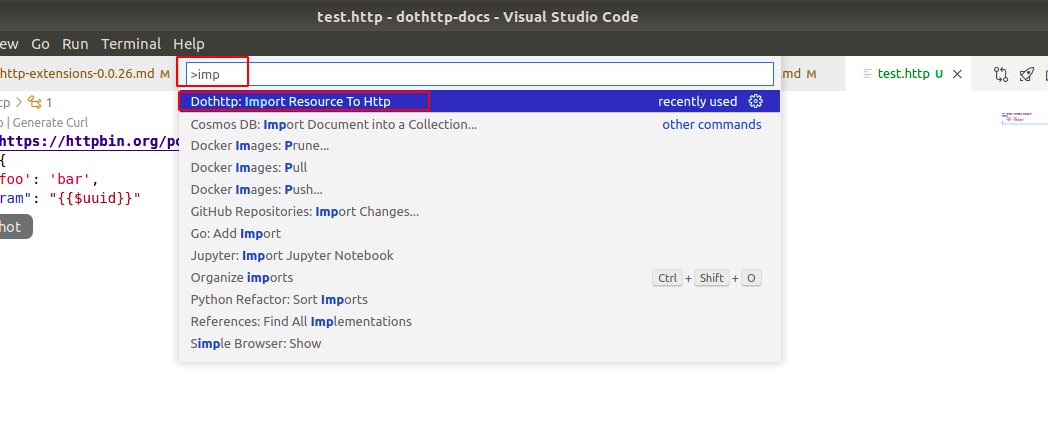 test.http - dothttp-docs - Visual Studio Code
ew Go Run Terminal Help
http-extensions-0.0.26.md M
>imp
.md M
test.http U
tp > 1
Dothttp: Import Resource To Http recently used
p | Generate Curl
Cosmos DB: Import Document into a Collection... other commands
https://httpbin.org/po
Docker Images: Prune...
{
Docker Images: Pull
foo': 'bar',
Docker Images: Push...
ram": "{{$uuid}}"
GitHub Repositories: Import Changes...
hot
Go: Add Import
Jupyter: Import Jupyter Notebook
Organize imports Ctrl + Shift + O
Python Refactor: Sort Imports
References: Find All Implementations
Simple Browser: Show